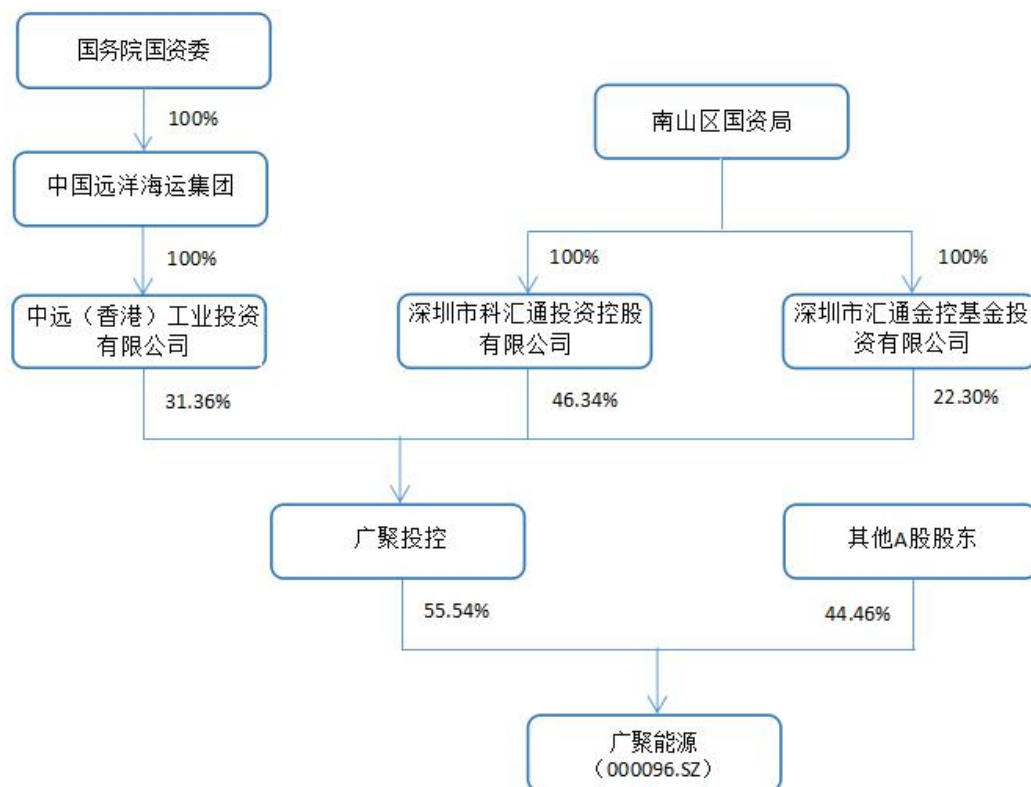 国务院国资委
南山区国资局
100%
中国远洋海运集团
100%
100%
100%
中远（香港）工业投资
有限公司
深圳市科汇通投资控股
有限公司
深圳市汇通金控基金投
资有限公司
31.36%
46.34%
22.30%
广聚投控
其他A股股东
55.54%
44.46%
广聚能源
（000096.SZ）